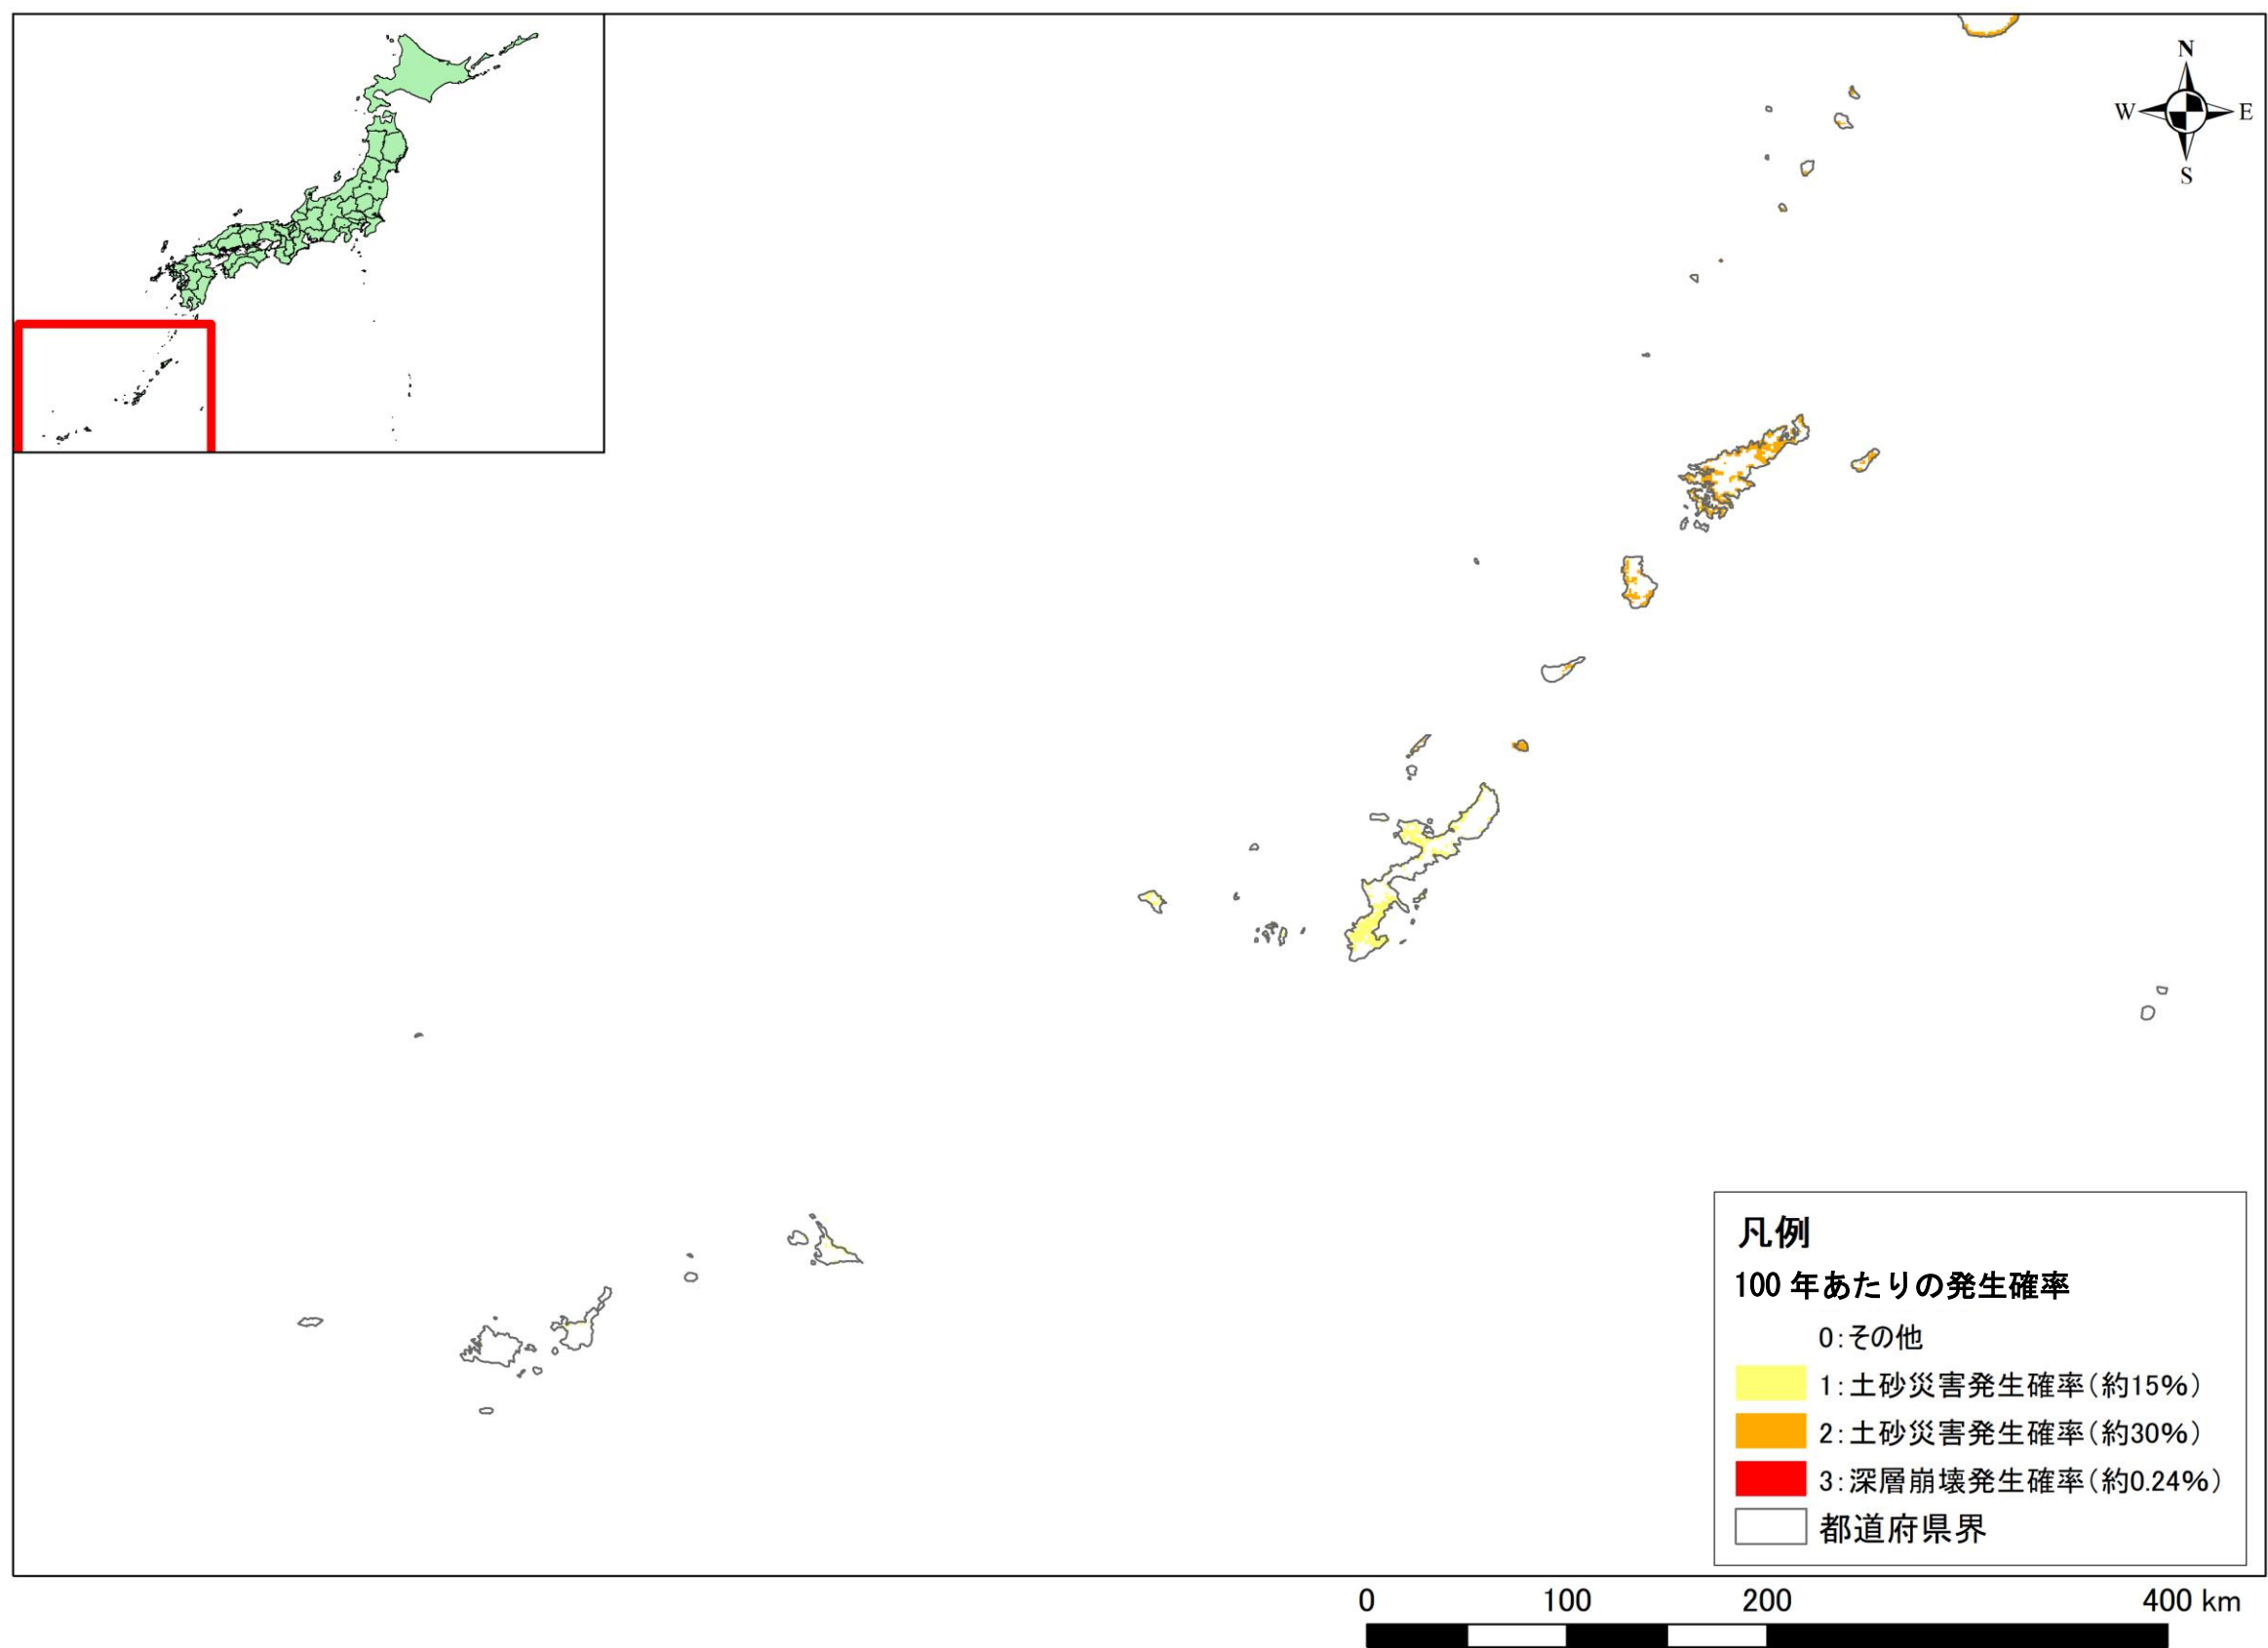 N
W E
S
凡例
100 年あたりの発生確率
0:その他
1:土砂災害発生確率(約15%)
2:土砂災害発生確率(約30%)
3:深層崩壊発生確率(約0.24%)
都道府県界
0 100 200 400 km